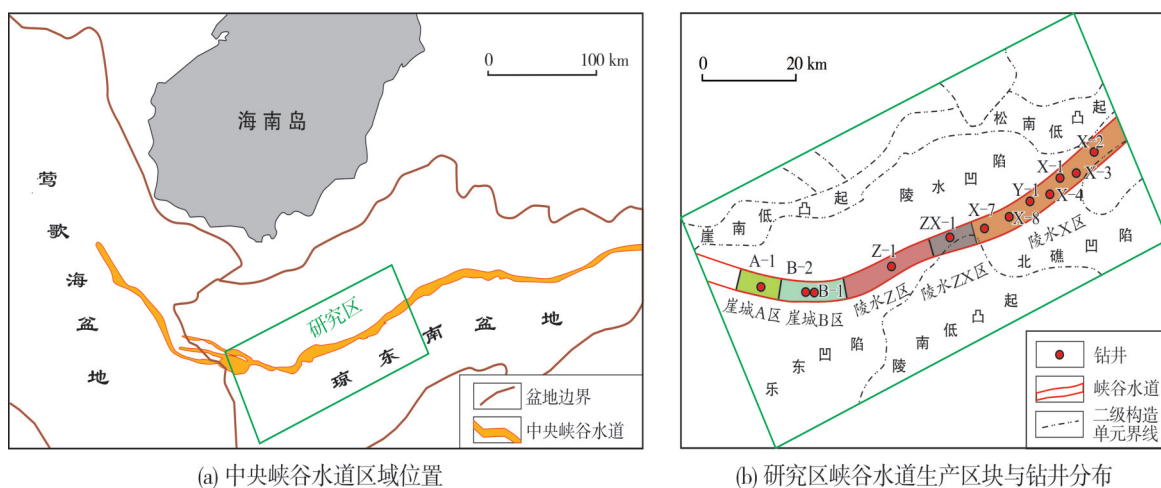 0 100 km
海南岛
莺歌海盆地
研究区
琼东南盆地
盆地边界
中央峡谷水道
(a) 中央峡谷水道区域位置
0 20 km
松南低凸起
X-2
陵水凹陷
X-1
X-3
Y-1
X-4
崖南低凸起
ZX-1
X-7
X-8
陵水X区
北礁凹陷
Z-1
A-1
B-2
B-1
陵水Z区
陵水ZX区
崖城A区
崖城B区
乐东凹陷
陵南低凸起
钻井
峡谷水道
二级构造
单元界线
(b) 研究区峡谷水道生产区块与钻井分布